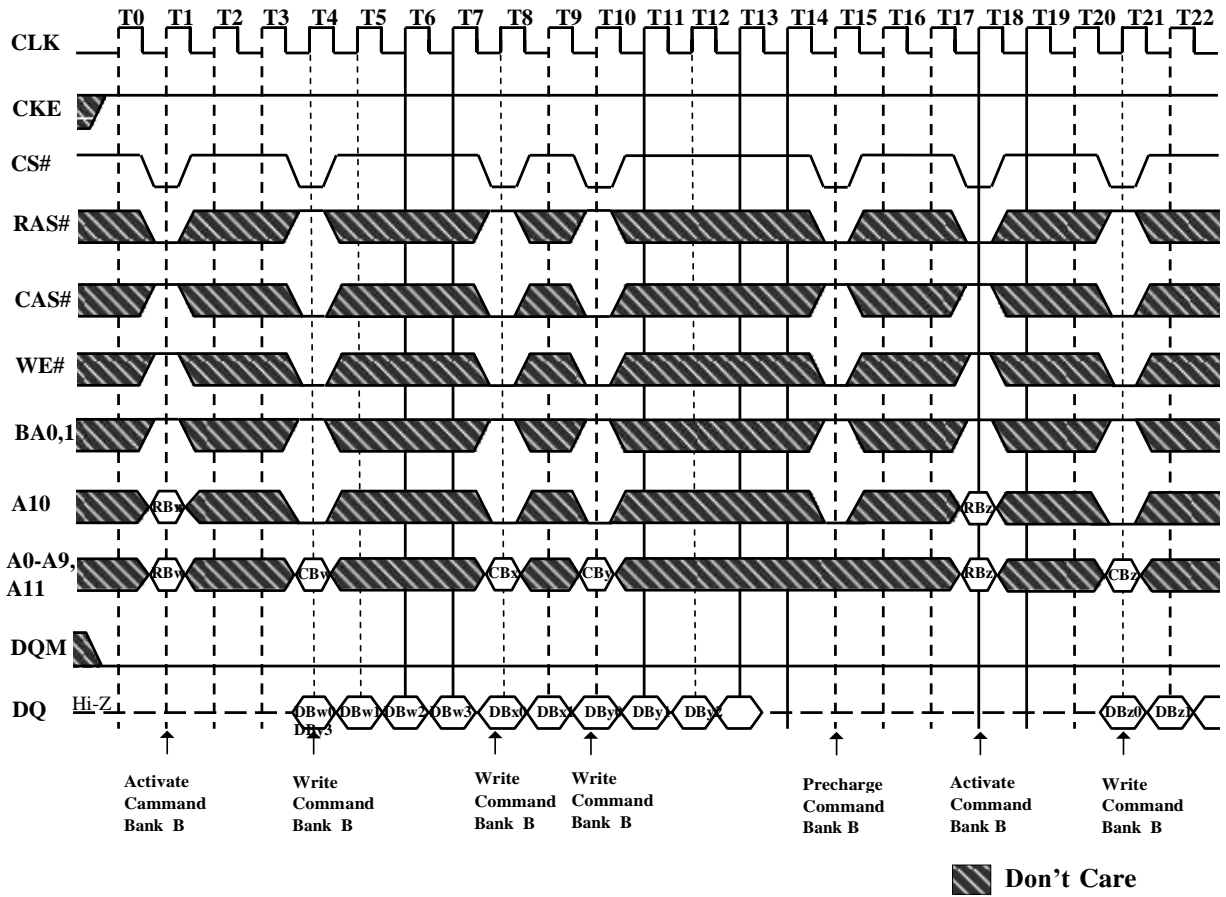 T0 T1 T2 T3 T4 T5 T6 T7 T8 T9 T10 T11 T12 T13 T14 T15 T16 T17 T18 T19 T20 T21 T22
CLK
CKE
CS#
RAS#
CAS#
WE#
BA0,1
A10
RBw RBz
A0-A9,
A11
RBw CBw CBx CBy RBz CBz
DQM
DQ
Hi-Z
DBw0 DBw1 DBw2 DBw3 DBx0 DBx1 DBy0 DBy1 DBy2 DBz0 DBz1
DBy3
Activate
Cammand
Bank B
Write
Command
Bank B
Write
Command
Bank B
Write
Command
Bank B
Precharge
Command
Bank B
Activate
Command
Bank B
Write
Command
Bank B
Don't Care